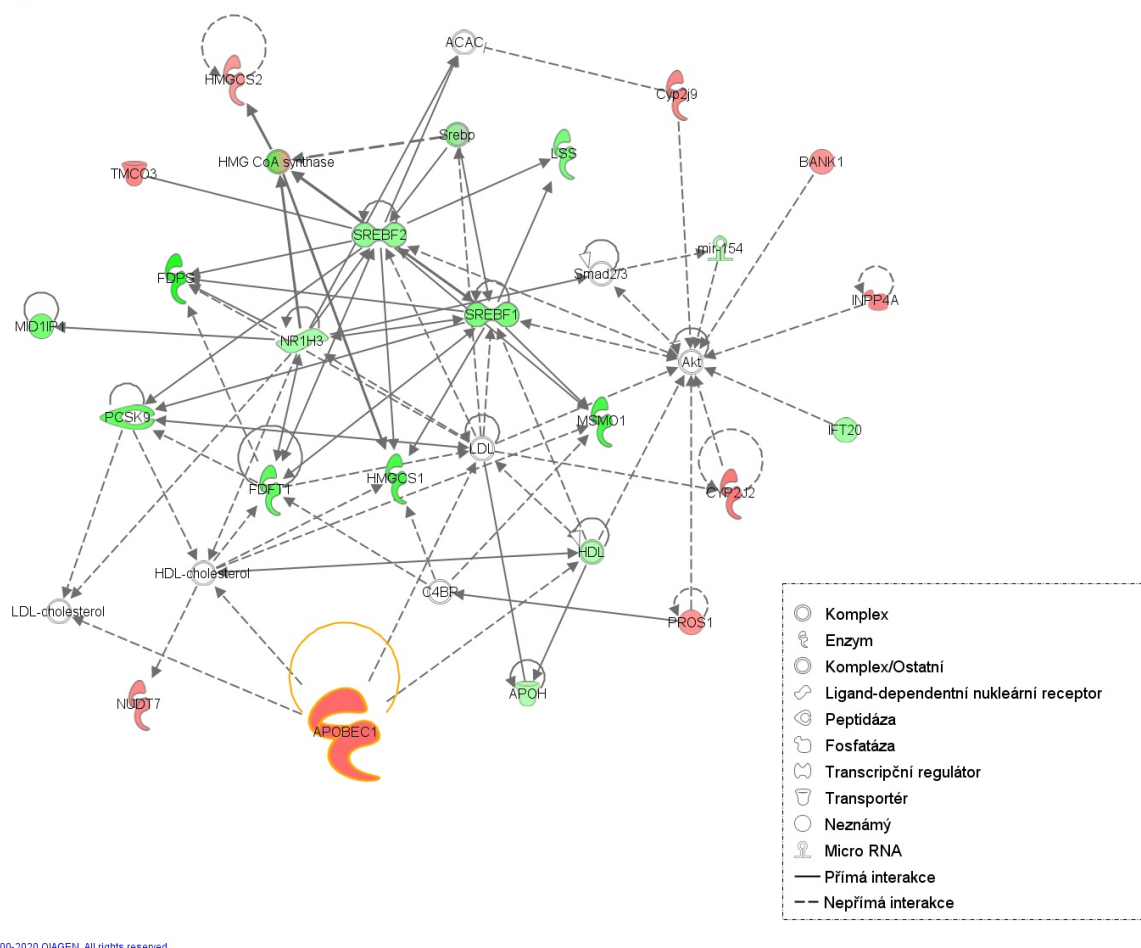 ACAC
HMGCS2
Cyp2j9
Srebp
HMG CoA synthase
LSS
BANK1
TMCO3
SREBF2
mir-154
Smad2/3
FDPS
INPP4A
SREBF1
MID1IP1
NR1H3
Akt
PCSK9
MSMO1
IFT20
LDL
HMGCS1
FDFT1
CYP2J2
HDL
HDL-cholesterol
C4BP
LDL-cholesterol
PROS1
APOH
NUDT7
APOBEC1
Komplex
Enzym
Komplex/Ostatní
Ligand-dependentní nukleární receptor
Peptidáza
Fosfatáza
Transcripční regulátor
Transportér
Neznámý
Micro RNA
Přímá interakce
Nepřímá interakce
00-2020 QIAGEN. All rights reserved.